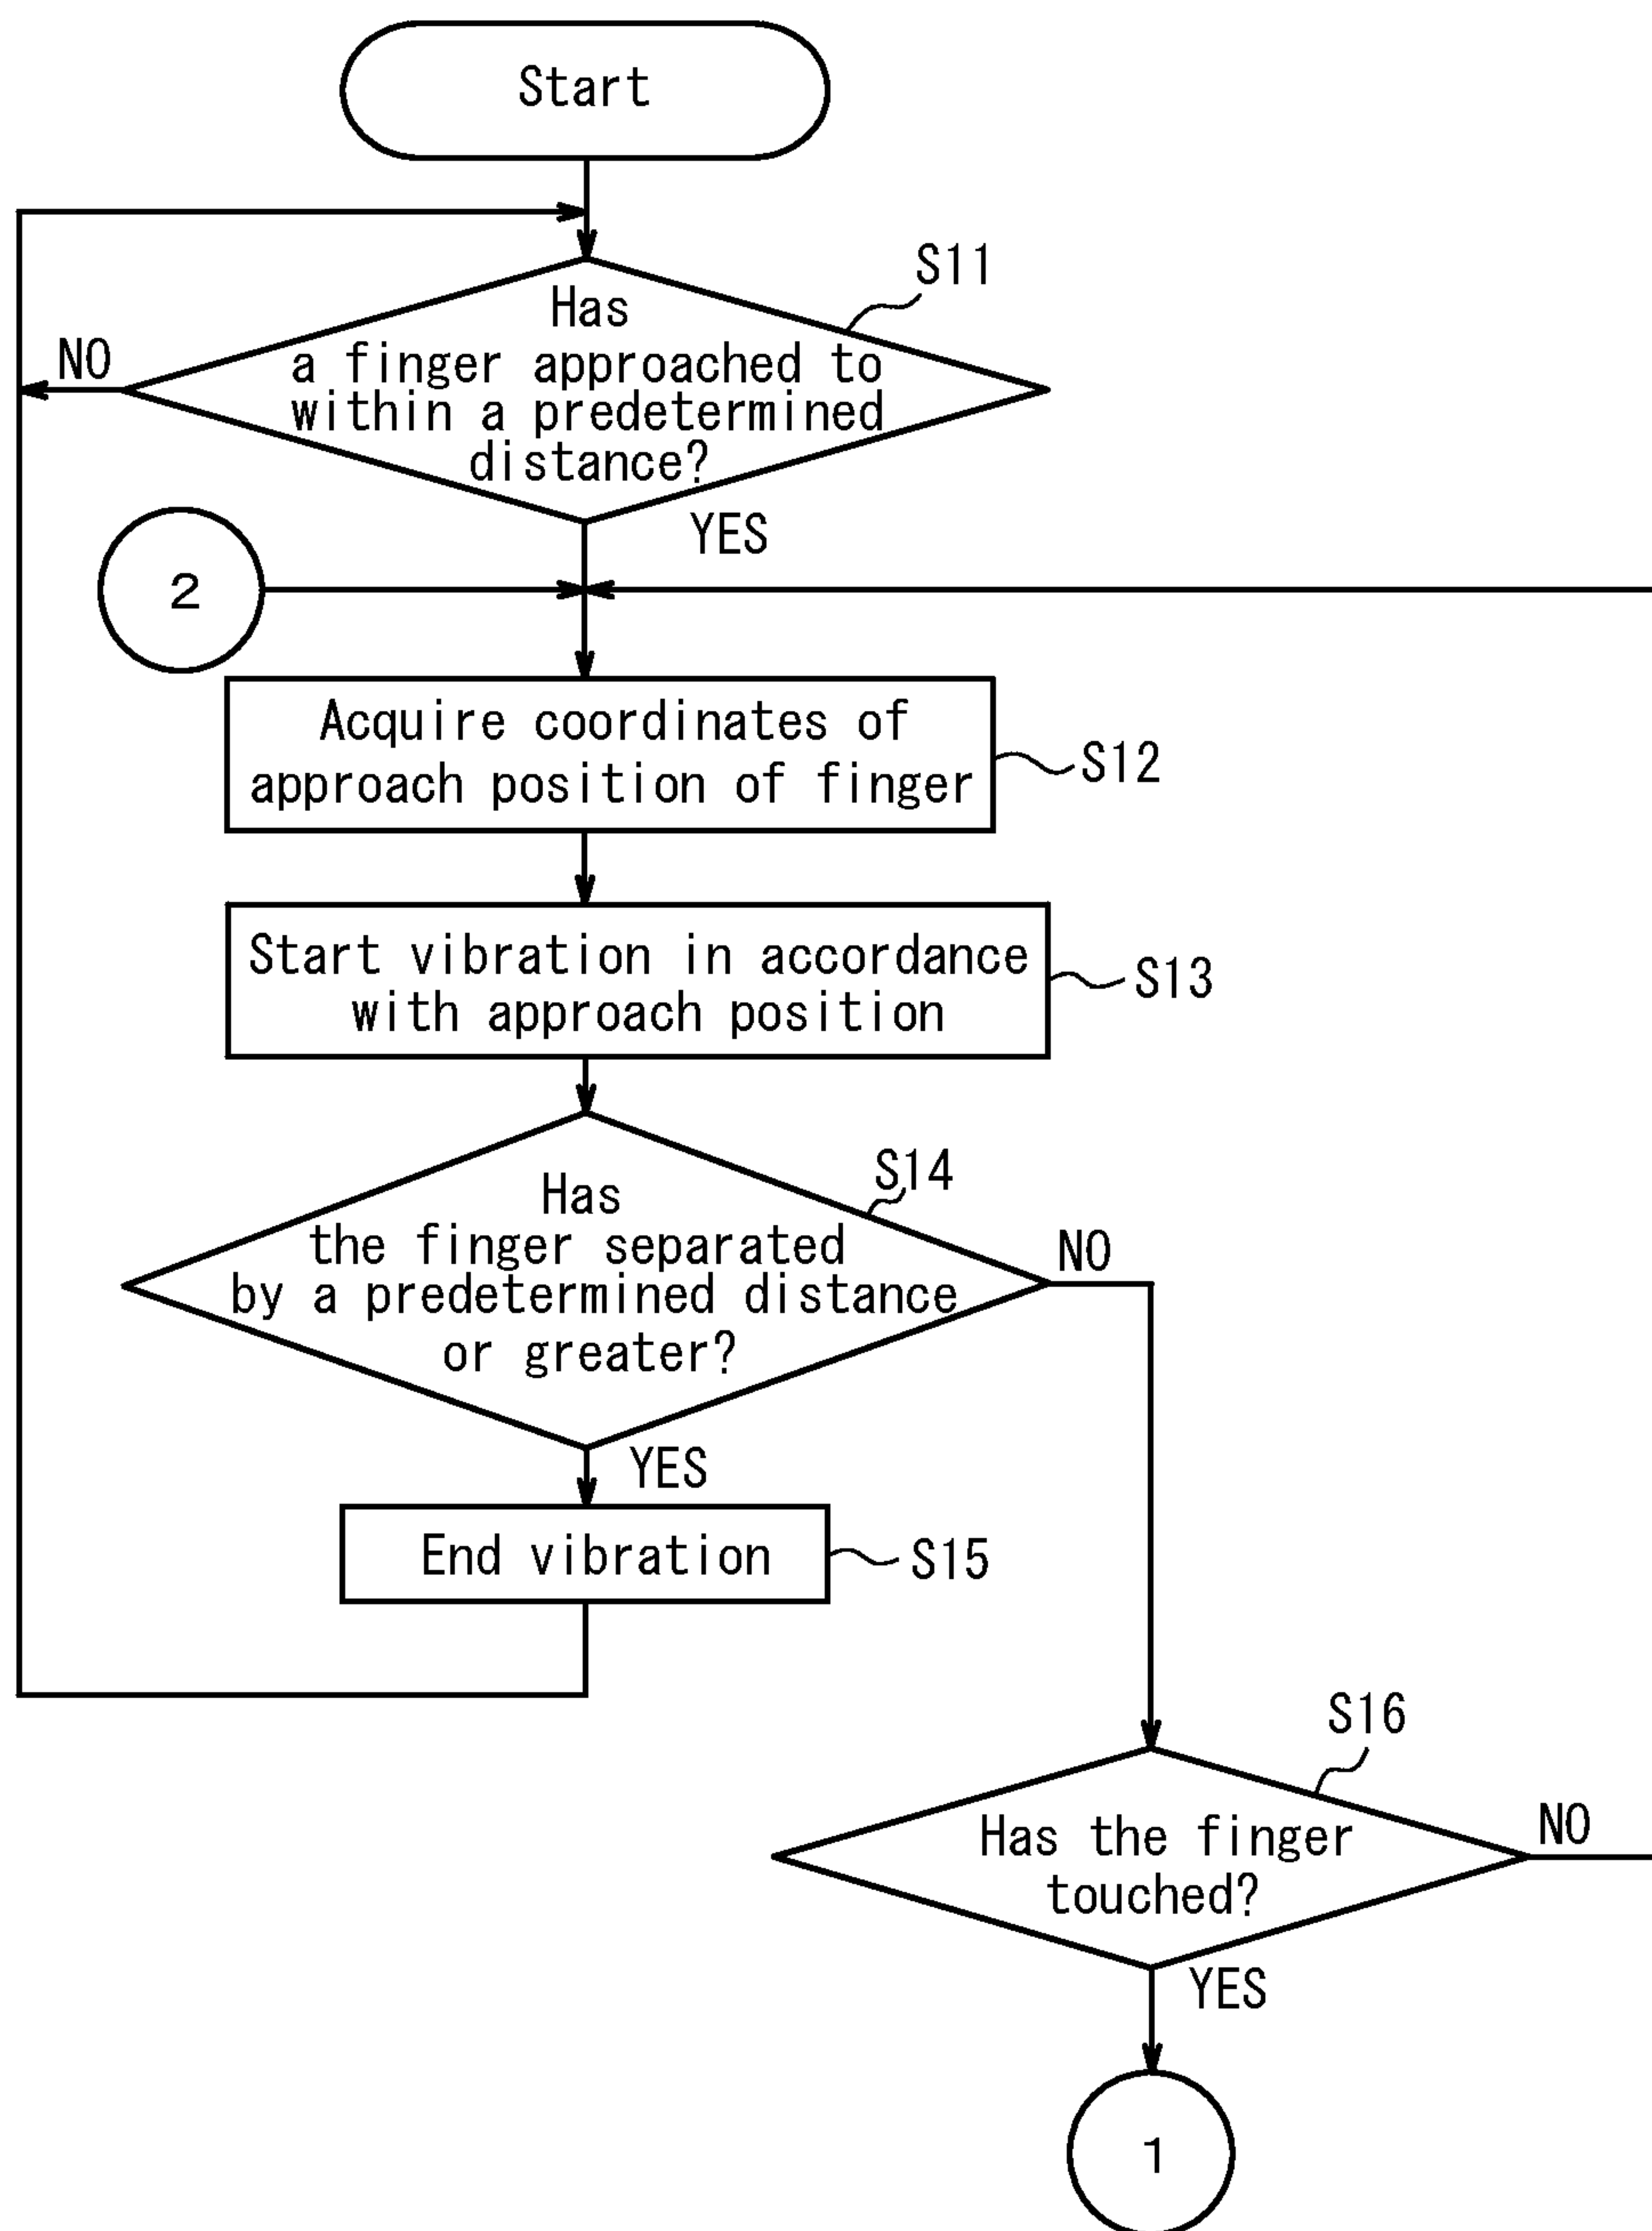 Start
S11
Has
a finger approached to
within a predetermined
distance?
NO
YES
2
Acquire coordinates of
approach position of finger
S12
Start vibration in accordance
with approach position
S13
S14
Has
the finger separated
by a predetermined distance
or greater?
NO
YES
End vibration
S15
S16
Has the finger
touched?
NO
YES
1